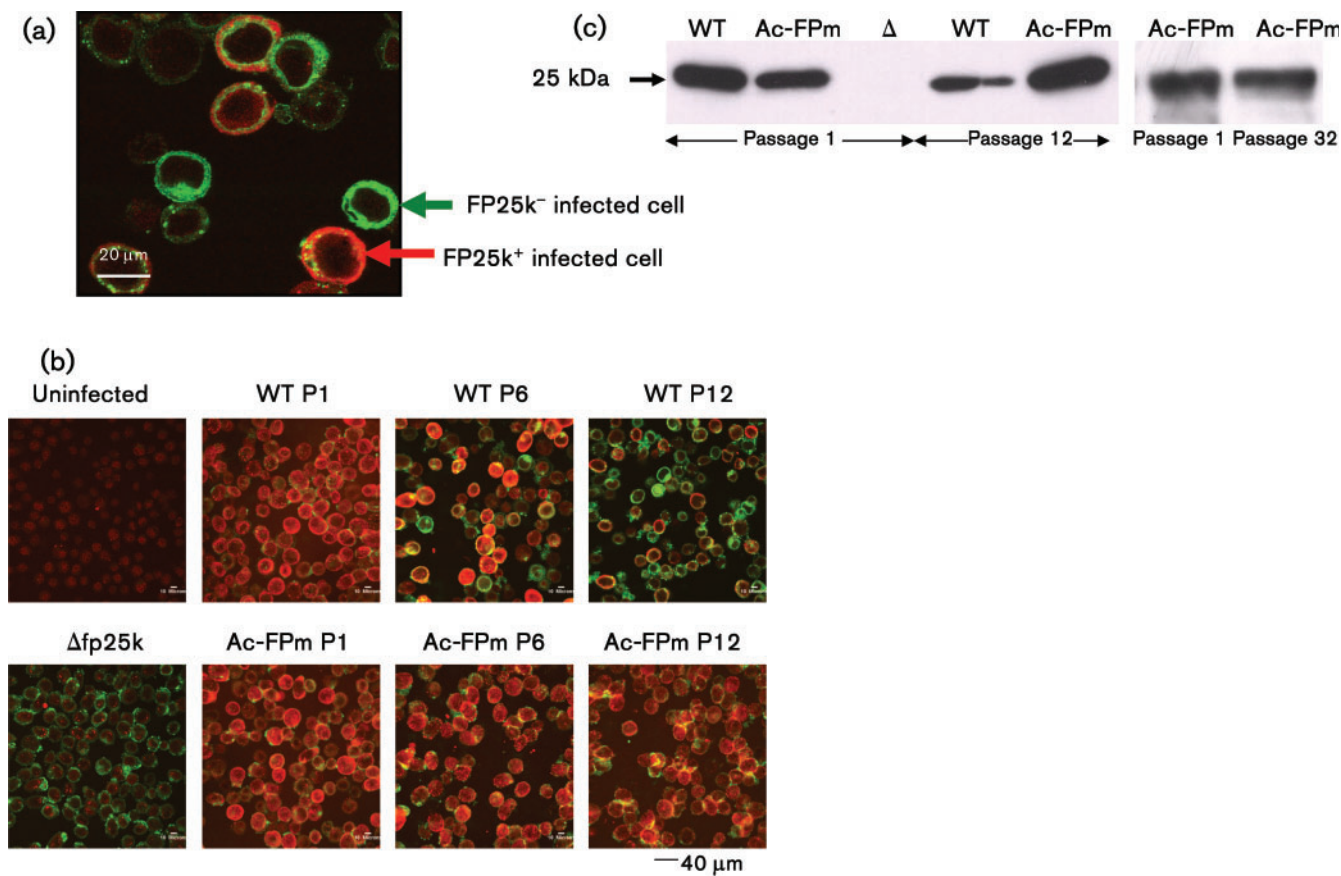 (a)
20 μm
FP25k⁻ infected cell
FP25k⁺ infected cell
(c)
WT Ac-FPm Δ WT Ac-FPm Ac-FPm Ac-FPm
25 kDa
Passage 1 Passage 12 Passage 1 Passage 32
(b)
Uninfected WT P1 WT P6 WT P12
Δfp25k Ac-FPm P1 Ac-FPm P6 Ac-FPm P12
40 μm